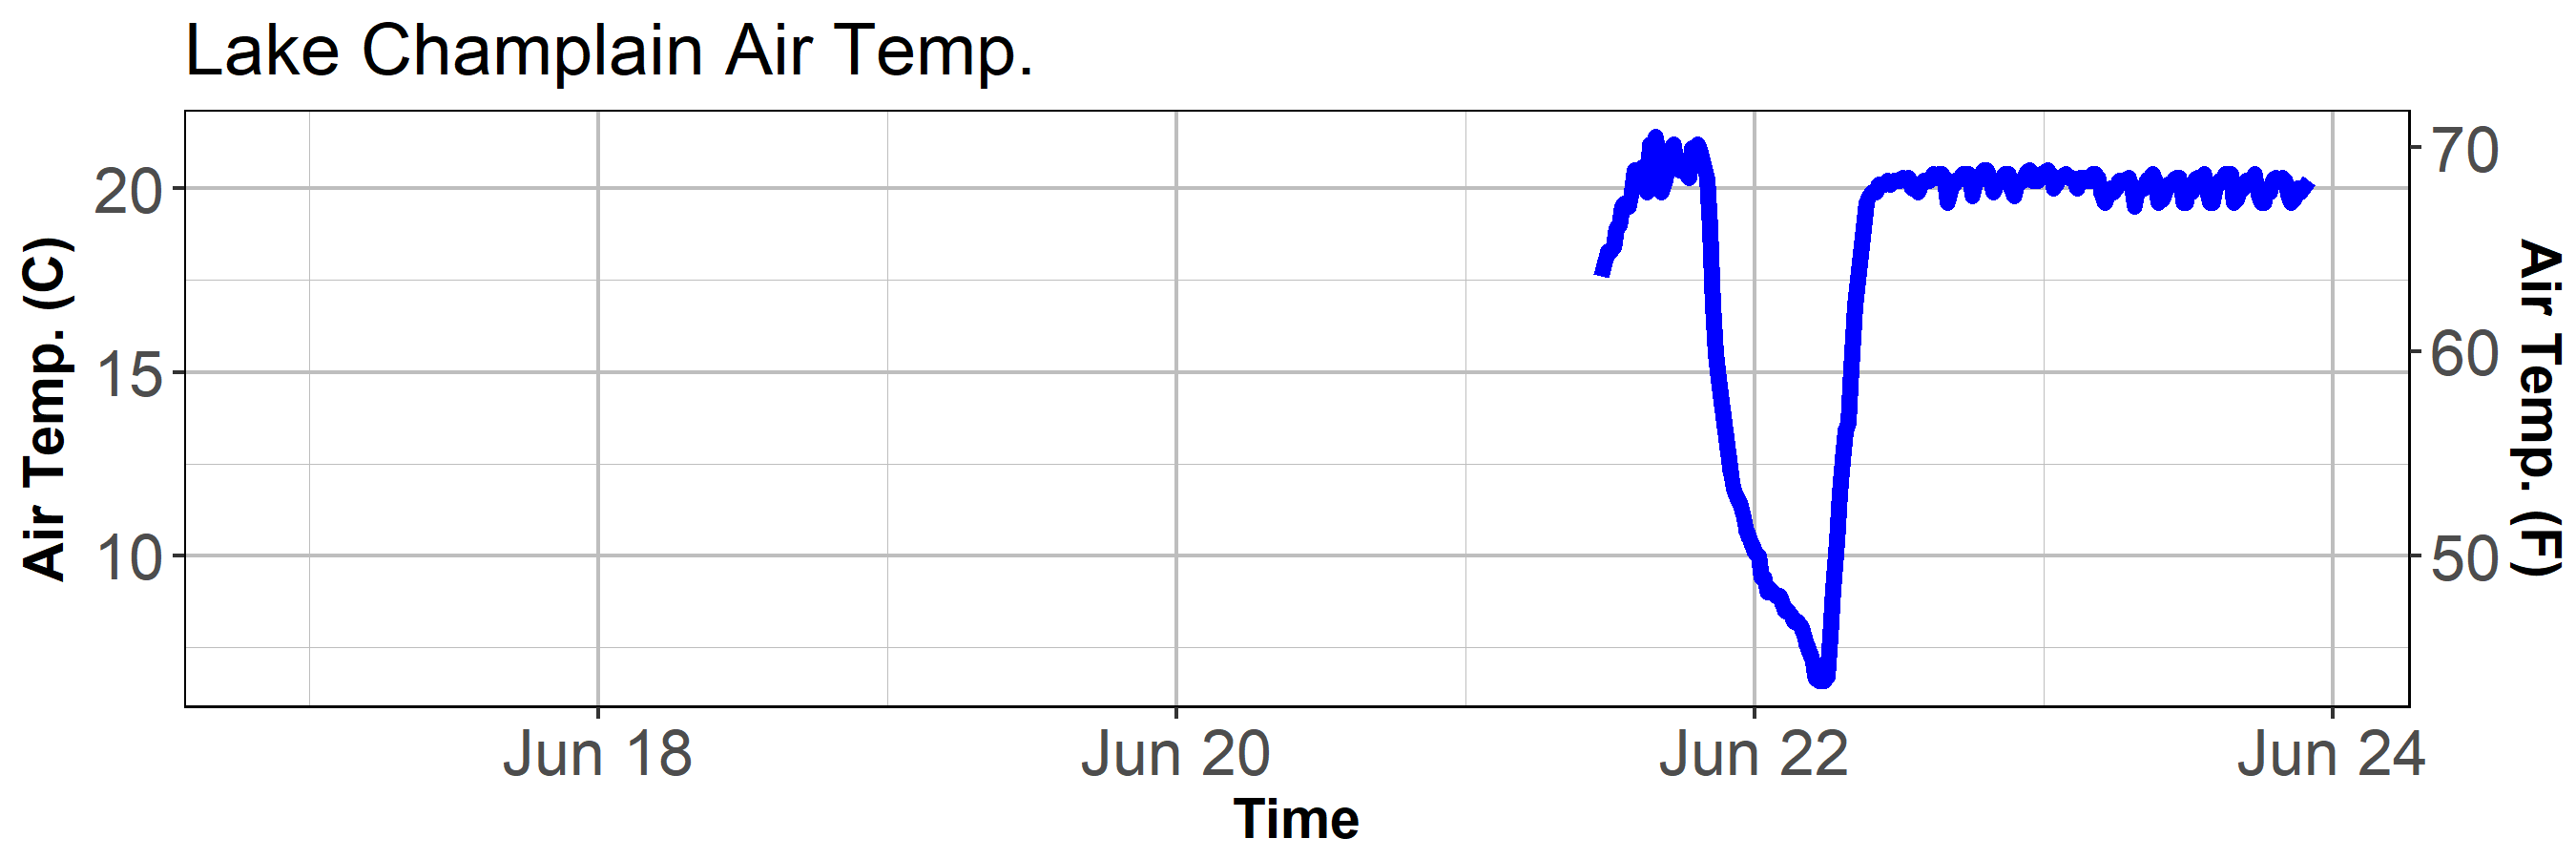 Lake Champlain Air Temp.
Air Temp. (C)
20
15
10
70
60
50
Air Temp. (F)
Jun 18
Jun 20
Jun 22
Jun 24
Time